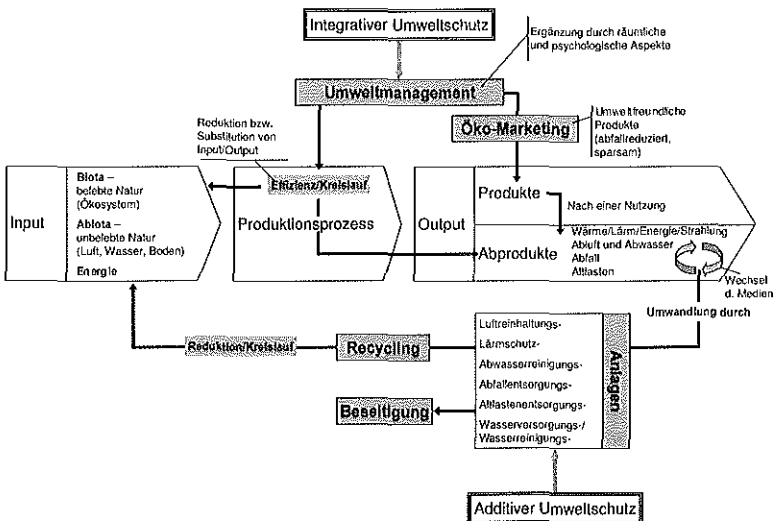 Integrativer Umweltschutz
Ergänzung durch räumliche
und psychologische Aspekte
Umweltmanagement
Reduktion bzw.
Substitution von
Input/Output
Öko-Marketing
Umweltfreundliche
Produkte
(abfallreduziert,
sparsam)
Input
Biota –
belebte Natur
(Ökosystem)
Abiota –
unbelebte Natur
(Luft, Wasser, Boden)
Energie
Effizienz/Kreislauf
Produktionsprozess
Output
Produkte
Nach einer Nutzung
Abprodukte
Wärme/Lärm/Energie/Strahlung
Abluft und Abwasser
Abfall
Altlasten
Wechsel
d. Medien
Umwandlung durch
Reduktion/Kreislauf
Recycling
Beseitigung
Luftreinhaltungs-
Lärmschutz-
Abwasserreinigungs-
Abfallentsorgungs-
Altlastenentsorgungs-
Wasserversorgungs-/
Wasserreinigungs-
Anlagen
Additiver Umweltschutz